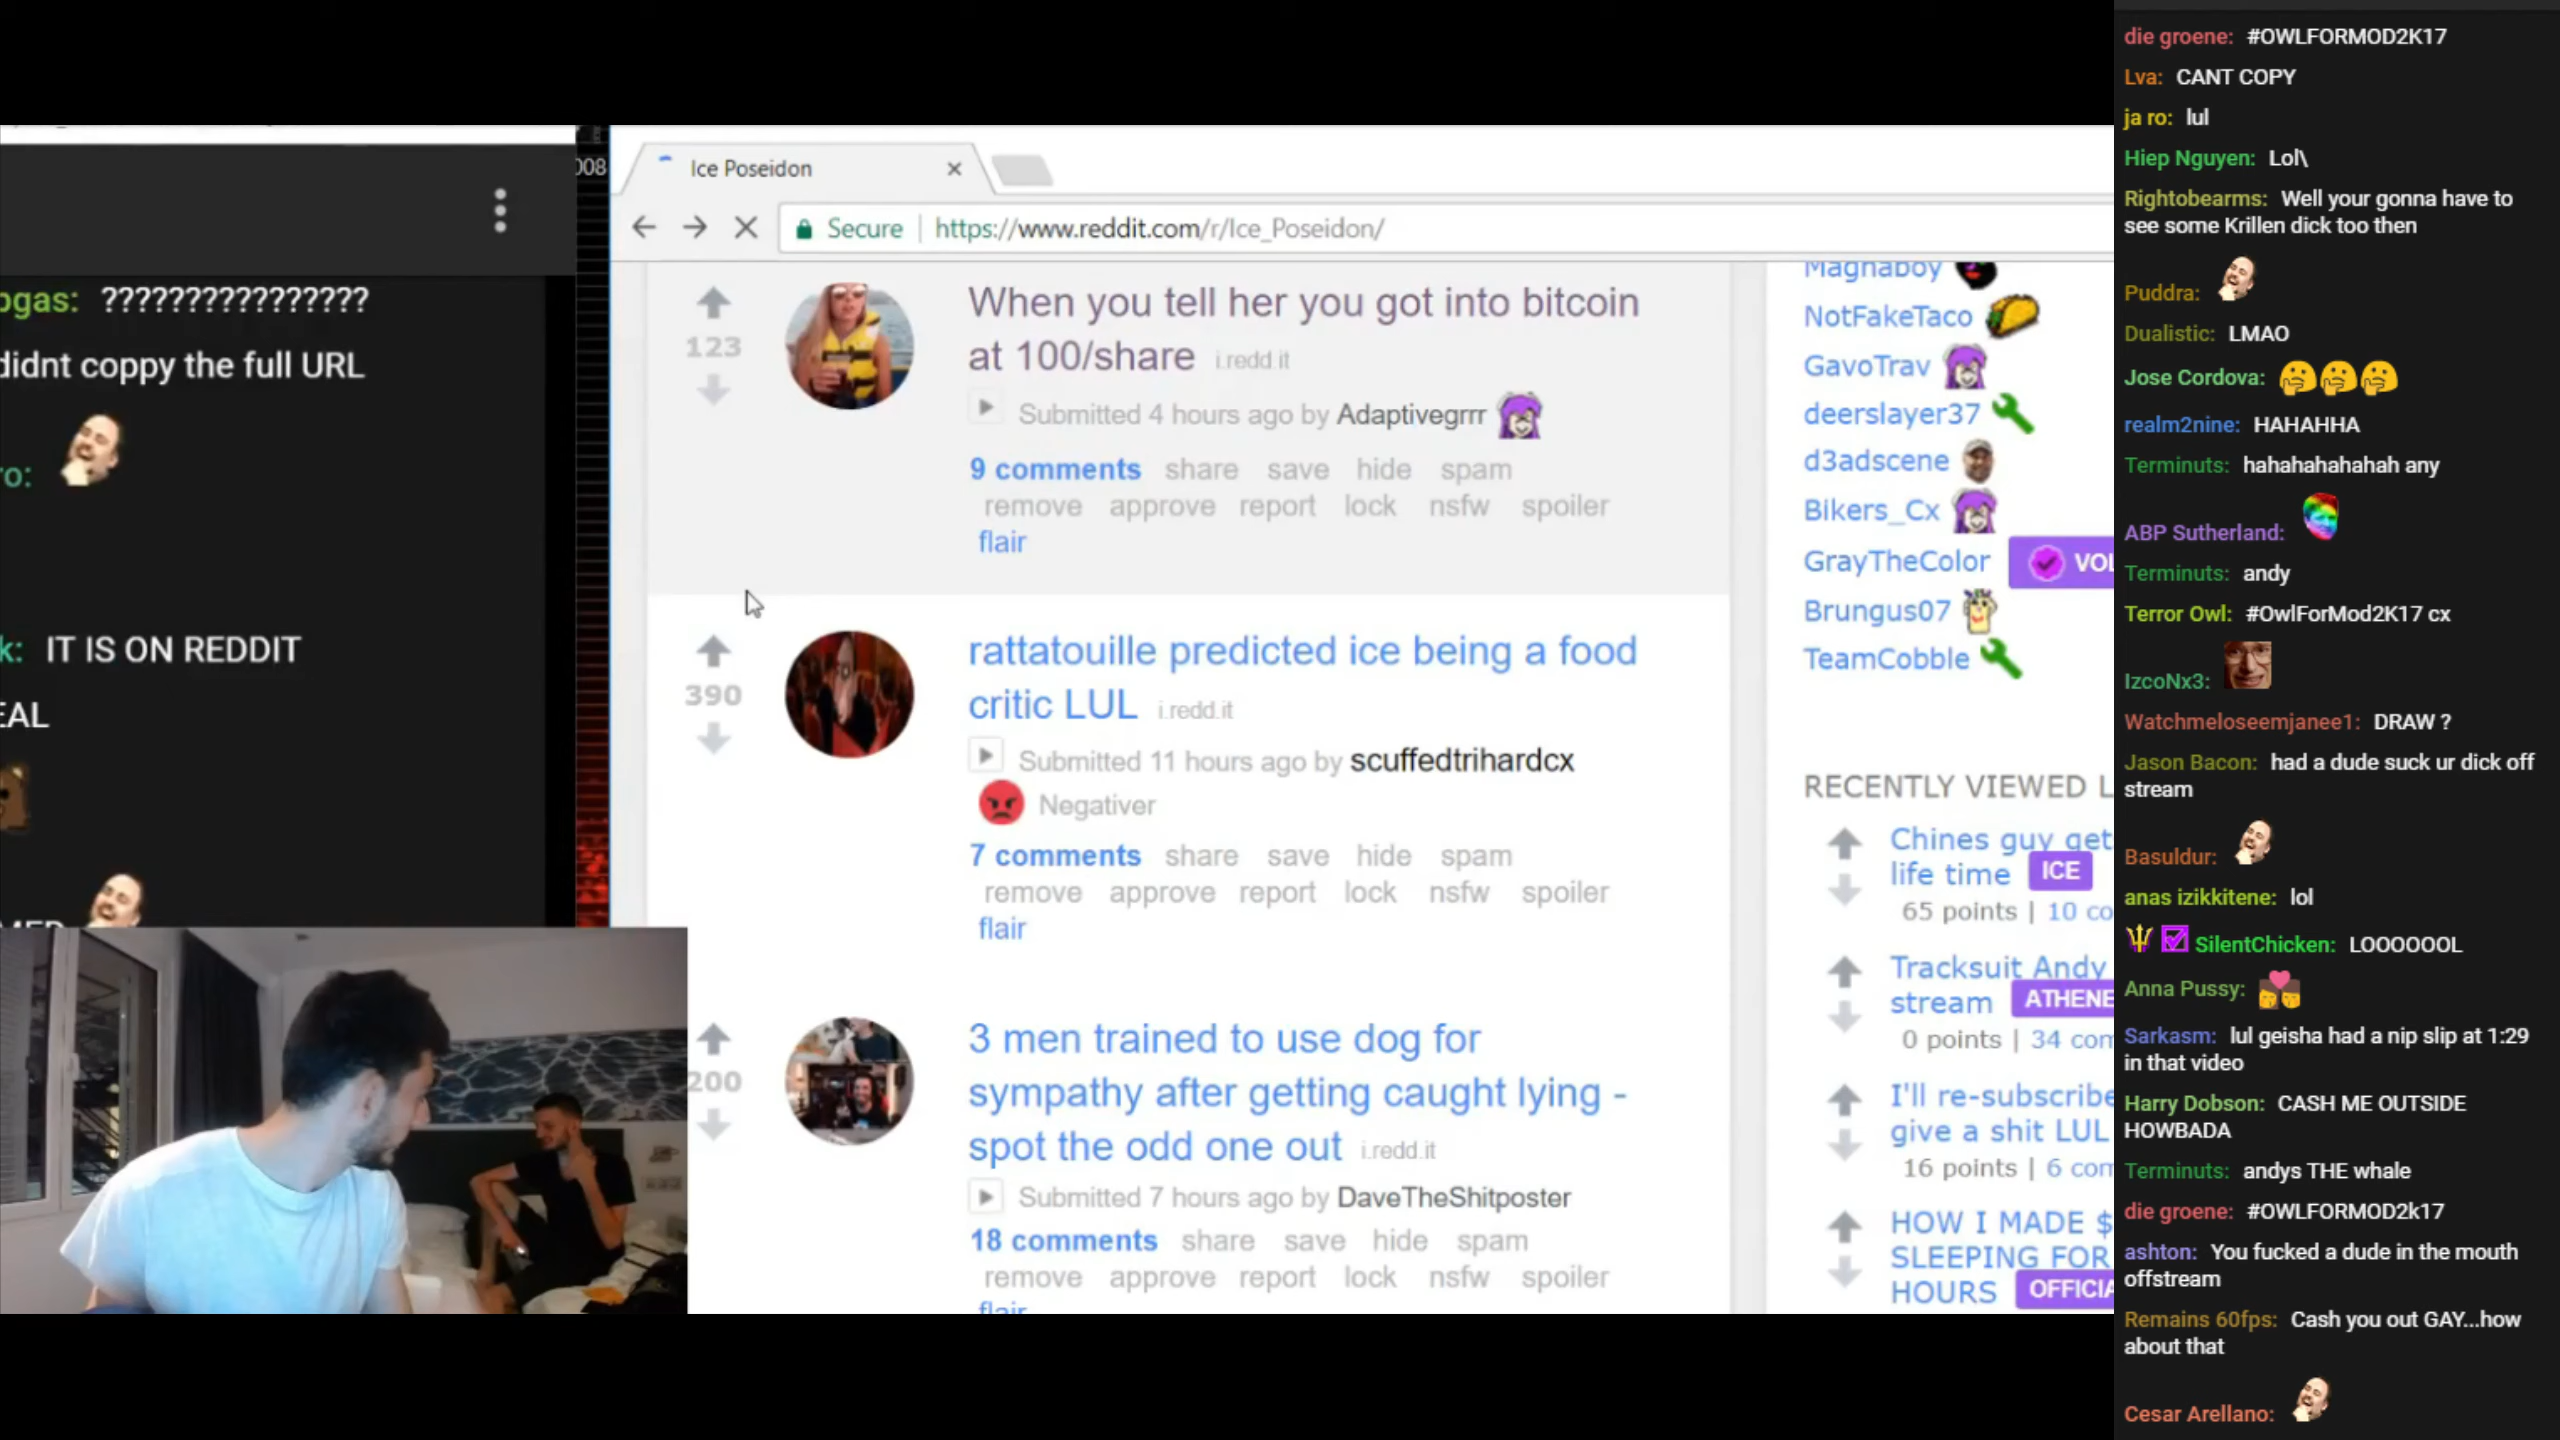 008
ogas: ????????????????
didnt coppy the full URL
ro:
k: IT IS ON REDDIT
EAL
Ice Poseidon
Secure https://www.reddit.com/r/Ice_Poseidon/
123
When you tell her you got into bitcoin
at 100/share i.redd.it
Submitted 4 hours ago by Adaptivegrrr
9 comments share save hide spam
remove approve report lock nsfw spoiler
flair
390
rattatouille predicted ice being a food
critic LUL i.redd.it
Submitted 11 hours ago by scuffedtrihardcx
Negativer
7 comments share save hide spam
remove approve report lock nsfw spoiler
flair
200
3 men trained to use dog for
sympathy after getting caught lying -
spot the odd one out i.redd.it
Submitted 7 hours ago by DaveTheShitposter
18 comments share save hide spam
remove approve report lock nsfw spoiler
flair
Magnaboy
NotFakeTaco
GavoTrav
deerslayer37
d3adscene
Bikers_Cx
GrayTheColor VOL
Brungus07
TeamCobble
RECENTLY VIEWED L
Chines guy get
life time ICE
65 points | 10 co
Tracksuit Andy
stream ATHENE
0 points | 34 com
I'll re-subscribe
give a shit LUL
16 points | 6 com
HOW I MADE $
SLEEPING FOR
HOURS OFFICIA
die groene: #OWLFORMOD2K17
Lva: CANT COPY
ja ro: lul
Hiep Nguyen: Lol\
Rightobearms: Well your gonna have to
see some Krillen dick too then
Puddra:
Dualistic: LMAO
Jose Cordova:
realm2nine: HAHAHHA
Terminuts: hahahahahahah any
ABP Sutherland:
Terminuts: andy
Terror Owl: #OwlForMod2K17 cx
IzcoNx3:
Watchmeloseemjanee1: DRAW ?
Jason Bacon: had a dude suck ur dick off
stream
Basuldur:
anas izikkitene: lol
SilentChicken: LOOOOOOL
Anna Pussy:
Sarkasm: lul geisha had a nip slip at 1:29
in that video
Harry Dobson: CASH ME OUTSIDE
HOWBADA
Terminuts: andys THE whale
die groene: #OWLFORMOD2k17
ashton: You fucked a dude in the mouth
offstream
Remains 60fps: Cash you out GAY...how
about that
Cesar Arellano: